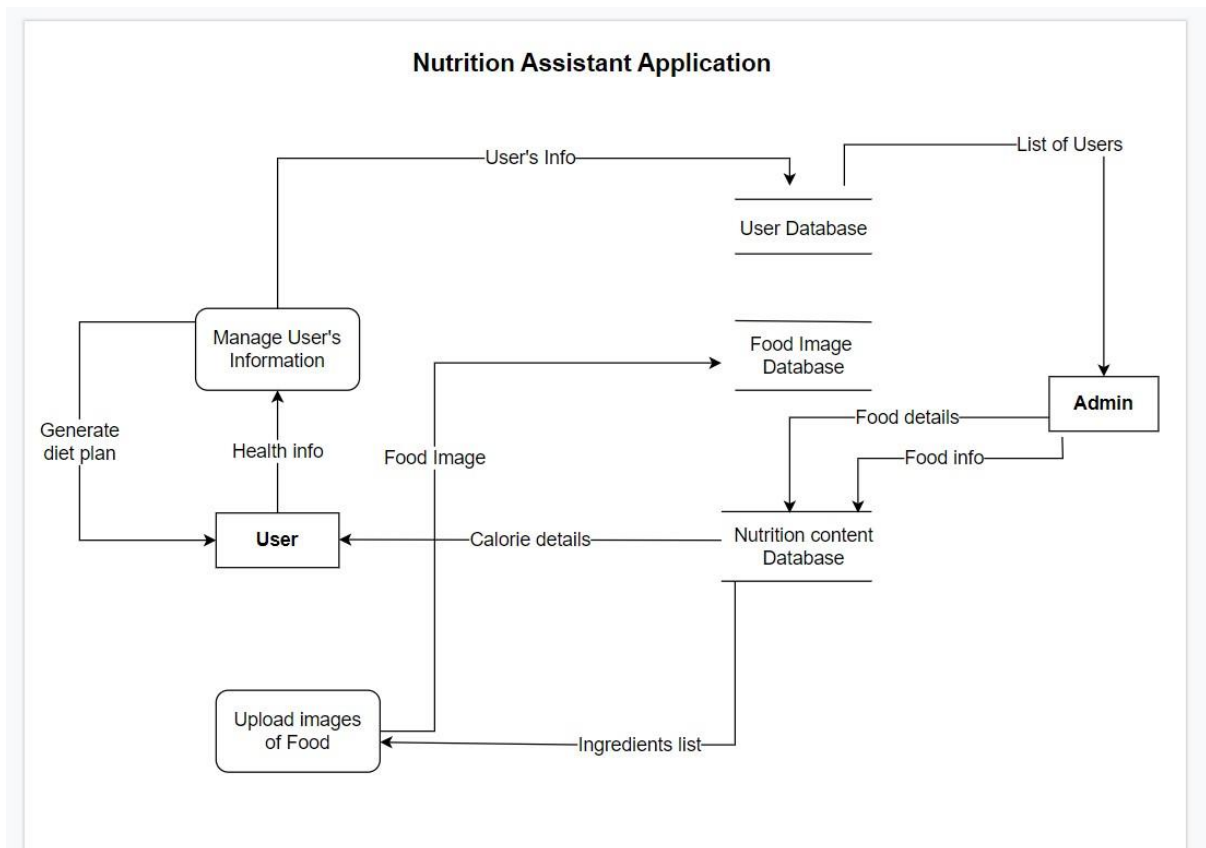 Nutrition Assistant Application
User's Info
List of Users
User Database
Manage User's
Information
Food Image
Database
Admin
Food details
Generate
diet plan
Health info
Food Image
Food info
User
Calorie details
Nutrition content
Database
Upload images
of Food
Ingredients list